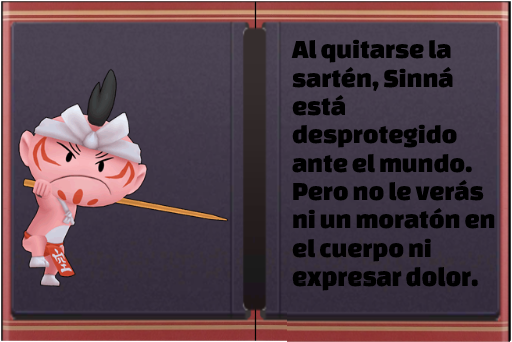 Al quitarse la
sartén, Sinná
está
desprotegido
ante el mundo.
Pero no le verás
ni un moratón en
el cuerpo ni
expresar dolor.